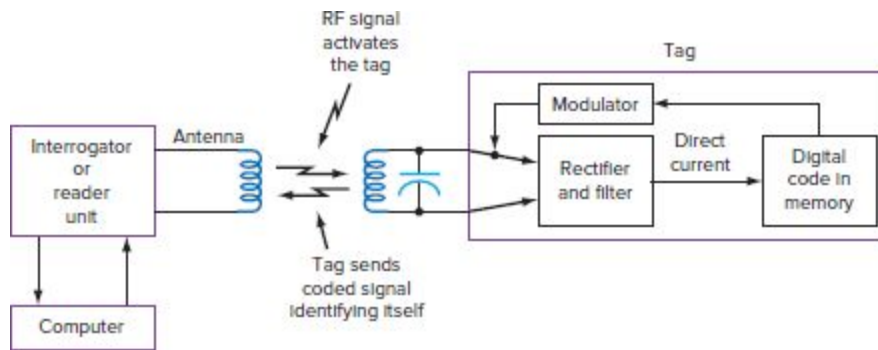 RF signal
activates
the tag
Tag
Modulator
Antenna
Interrogator
or
reader
unit
Rectifier
and filter
Direct
current
Digital
code in
memory
Tag sends
coded signal
identifying itself
Computer